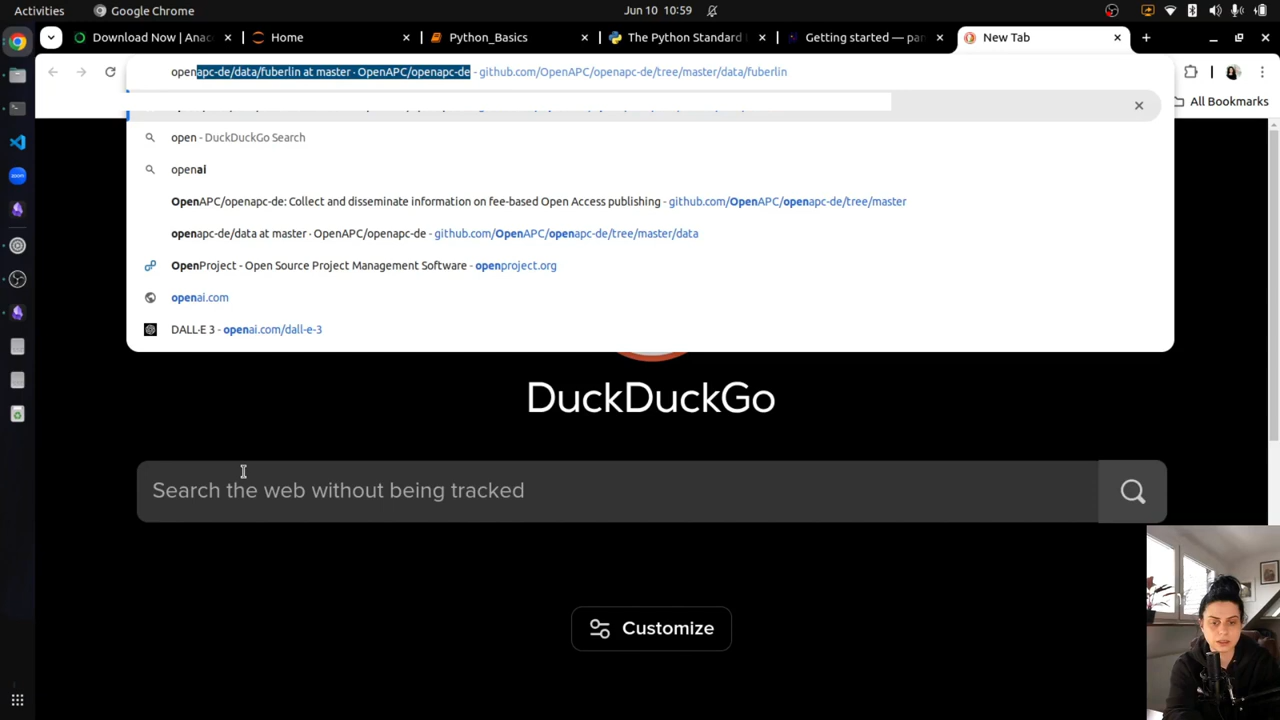 Activities Google Chrome Jun 10 10:59
Download Now | Anac Home Python_Basics The Python Standard Getting started — pan New Tab
openapc-de/data/fuberlin at master · OpenAPC/openapc-de - github.com/OpenAPC/openapc-de/tree/master/data/fuberlin
All Bookmarks
open - DuckDuckGo Search
openai
OpenAPC/openapc-de: Collect and disseminate information on fee-based Open Access publishing - github.com/OpenAPC/openapc-de/tree/master
openapc-de/data at master · OpenAPC/openapc-de - github.com/OpenAPC/openapc-de/tree/master/data
OpenProject - Open Source Project Management Software - openproject.org
openai.com
DALL·E 3 - openai.com/dall-e-3
DuckDuckGo
Search the web without being tracked
Customize
zoom